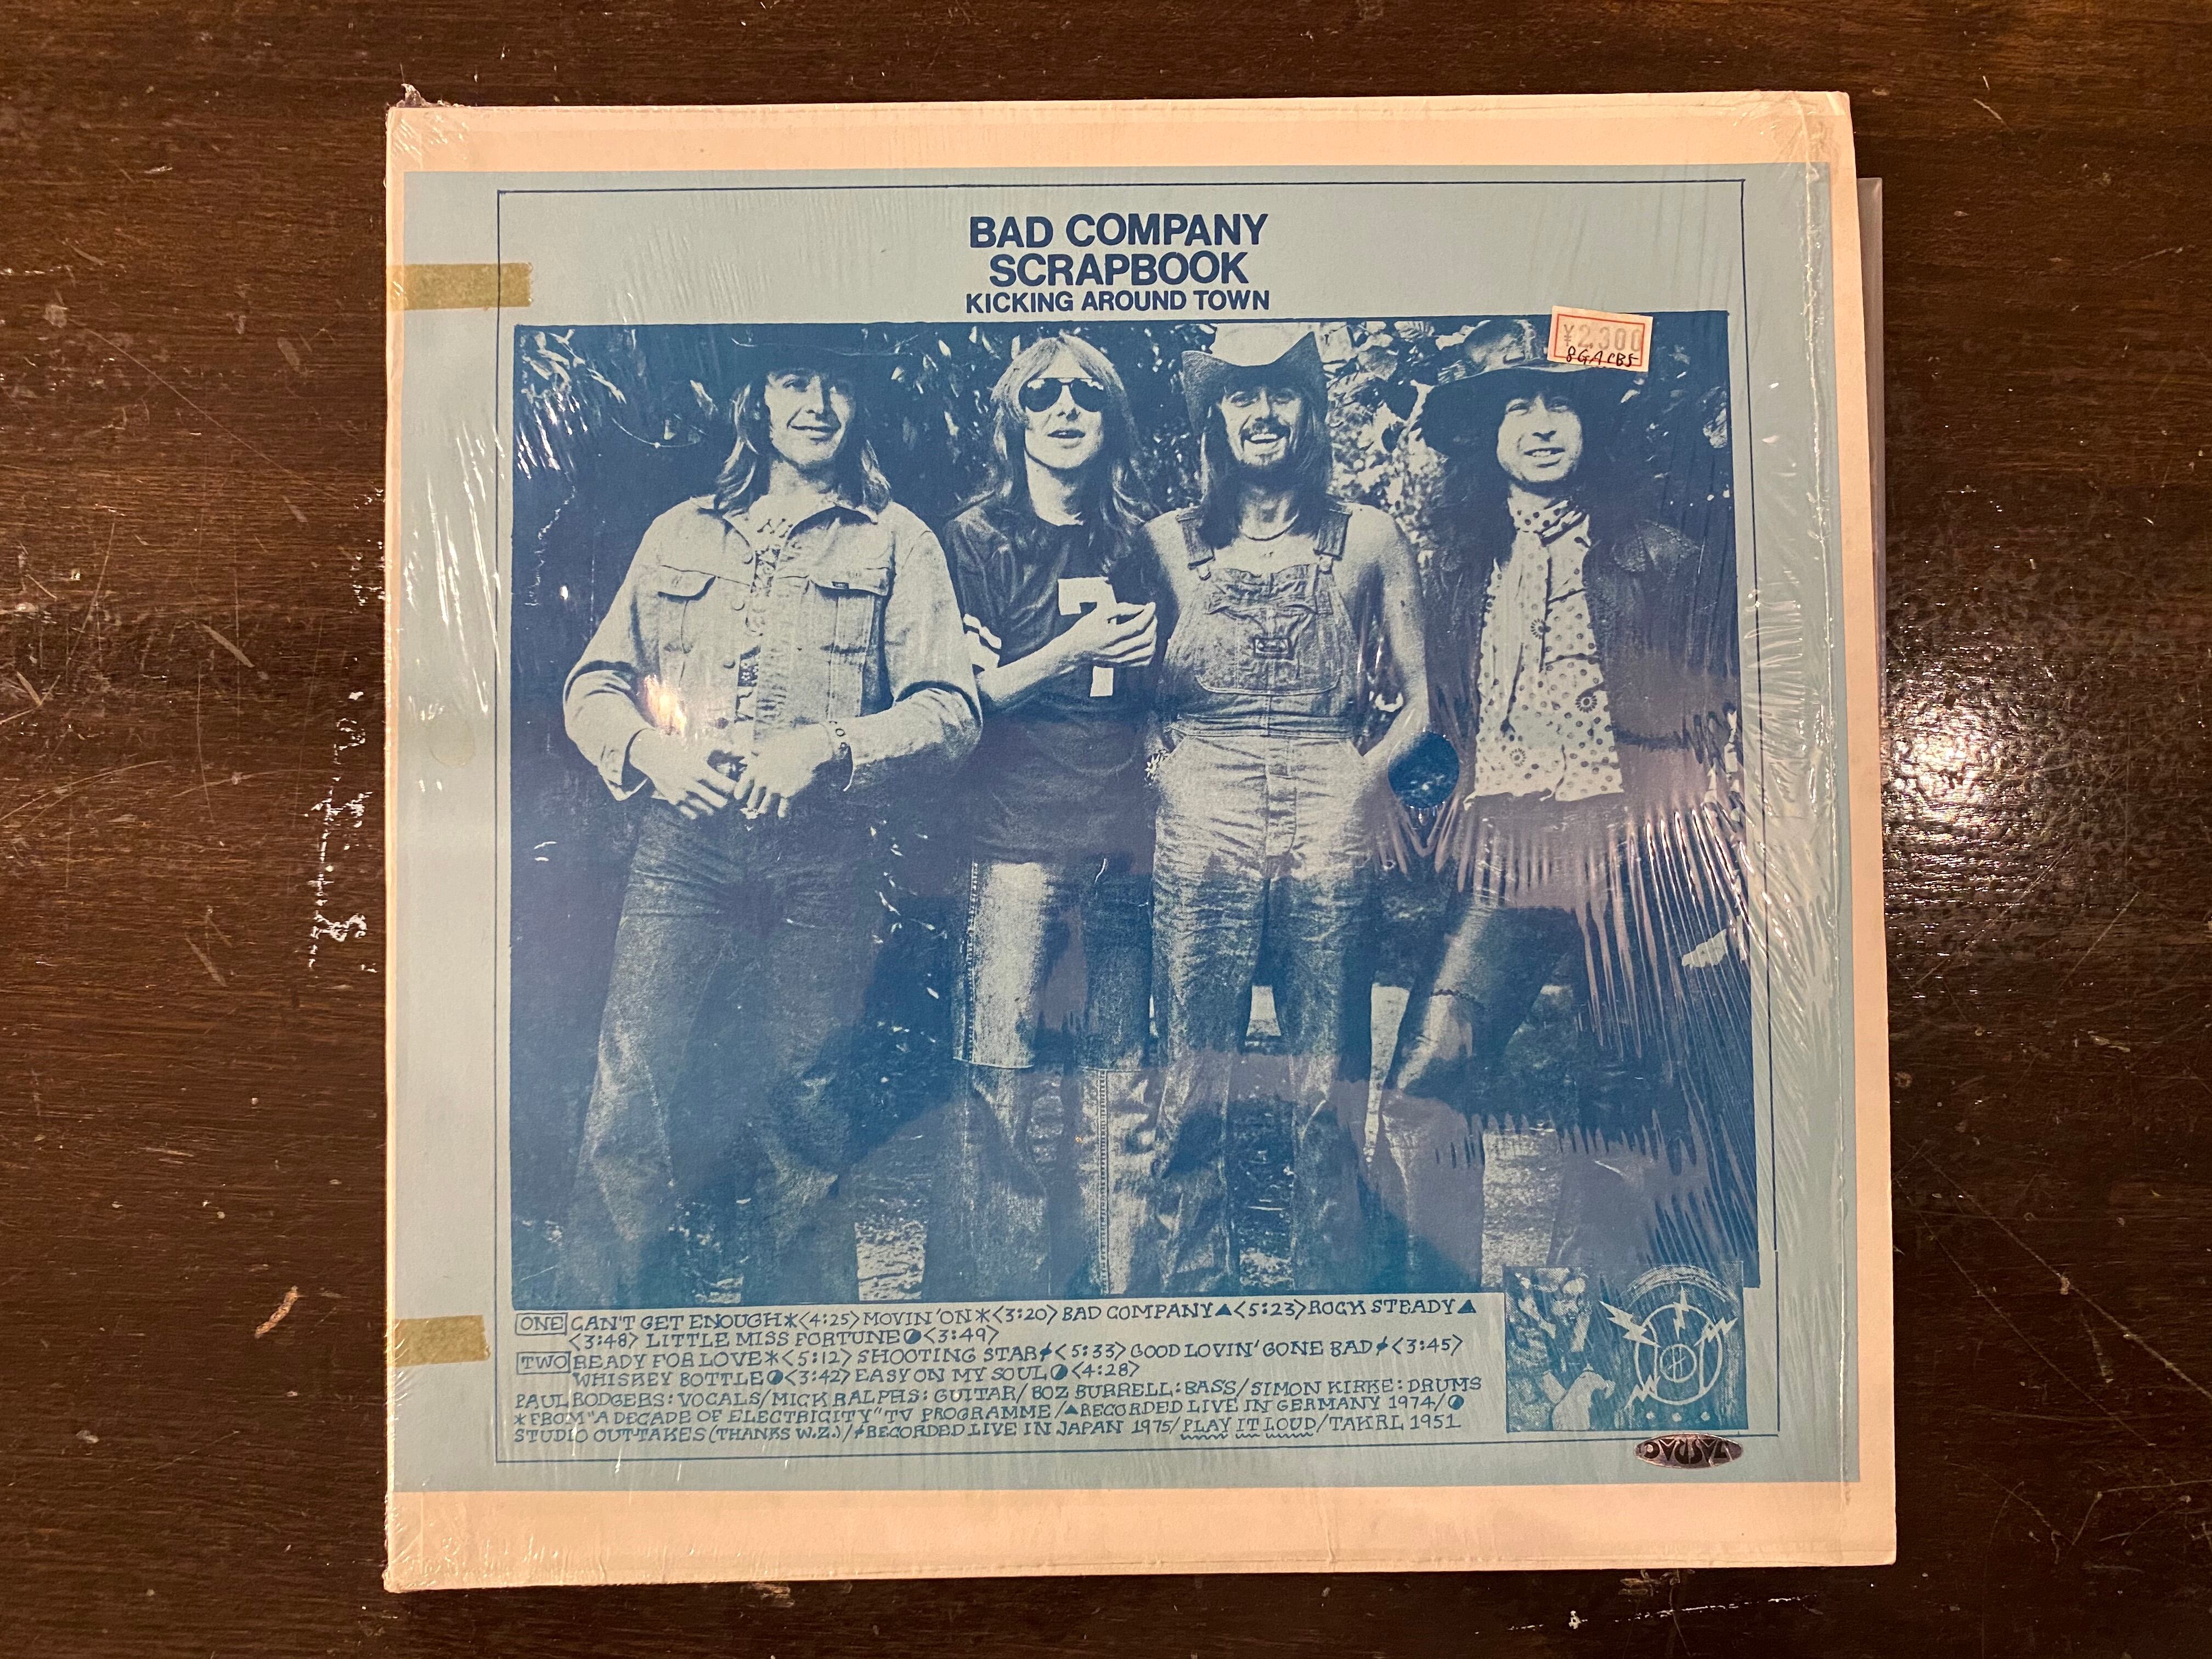 BAD COMPANY
SCRAPBOOK
KICKING AROUND TOWN
¥2,300
7
ONE CAN'T GET ENOUGH*<4:25> MOVIN' ON*<3:20> BAD COMPANY▲<5:23> ROCK STEADY▲
<3:48> LITTLE MISS FORTUNE◑<3:49>
TWO READY FOR LOVE*<5:12> SHOOTING STAR⚡<5:33> GOOD LOVIN' GONE BAD⚡<3:45>
WHISKEY BOTTLE◑<3:42> EASY ON MY SOUL◑<4:28>
PAUL RODGERS: VOCALS/MICK RALPHS: GUITAR/BOZ BURRELL: BASS/SIMON KIRKE: DRUMS
*FROM "A DECADE OF ELECTRICITY" TV PROGRAMME/▲RECORDED LIVE IN GERMANY 1974/◑
STUDIO OUTTAKES (THANKS W.Z.)/⚡RECORDED LIVE IN JAPAN 1975/PLAY IT LOUD/TAKRL 1951